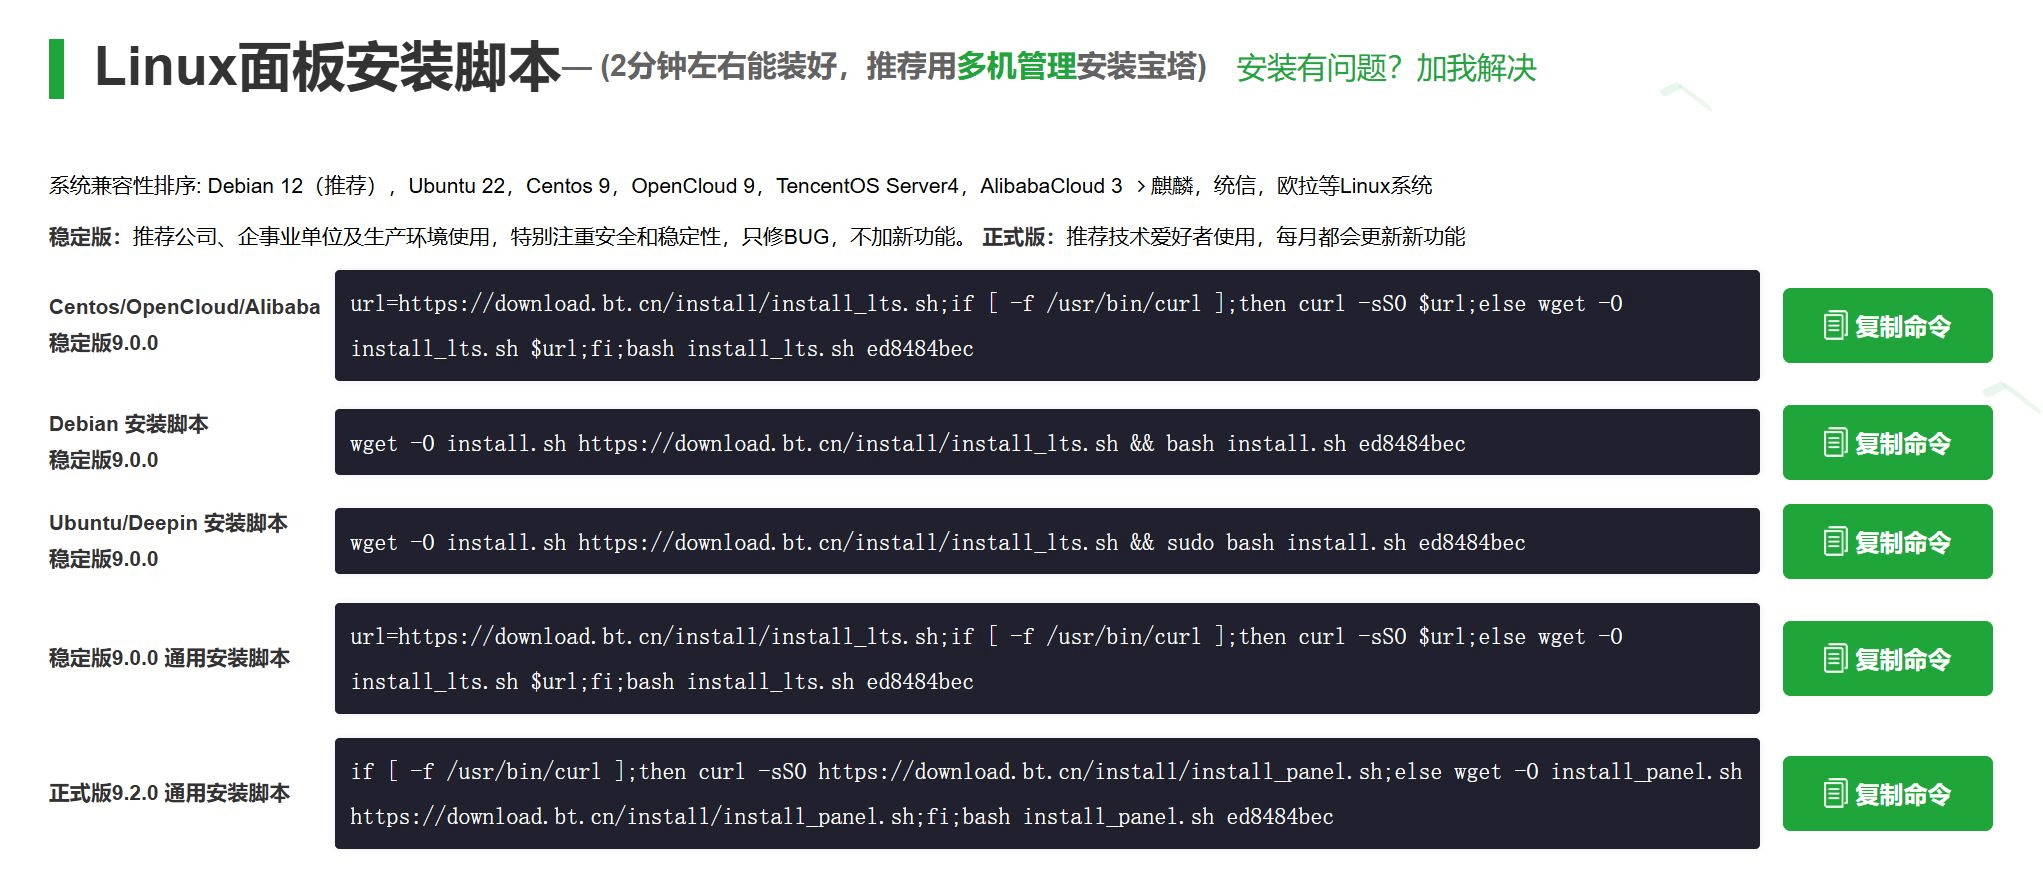 Linux面板安装脚本— (2分钟左右能装好，推荐用多机管理安装宝塔) 安装有问题？加我解决
系统兼容性排序: Debian 12（推荐），Ubuntu 22，Centos 9，OpenCloud 9，TencentOS Server4，AlibabaCloud 3 > 麒麟，统信，欧拉等Linux系统
稳定版：推荐公司、企事业单位及生产环境使用，特别注重安全和稳定性，只修BUG，不加新功能。 正式版：推荐技术爱好者使用，每月都会更新新功能
Centos/OpenCloud/Alibaba
稳定版9.0.0
url=https://download.bt.cn/install/install_lts.sh;if [ -f /usr/bin/curl ];then curl -sSO $url;else wget -O
install_lts.sh $url;fi;bash install_lts.sh ed8484bec
复制命令
Debian 安装脚本
稳定版9.0.0
wget -O install.sh https://download.bt.cn/install/install_lts.sh && bash install.sh ed8484bec
复制命令
Ubuntu/Deepin 安装脚本
稳定版9.0.0
wget -O install.sh https://download.bt.cn/install/install_lts.sh && sudo bash install.sh ed8484bec
复制命令
稳定版9.0.0 通用安装脚本
url=https://download.bt.cn/install/install_lts.sh;if [ -f /usr/bin/curl ];then curl -sSO $url;else wget -O
install_lts.sh $url;fi;bash install_lts.sh ed8484bec
复制命令
正式版9.2.0 通用安装脚本
if [ -f /usr/bin/curl ];then curl -sSO https://download.bt.cn/install/install_panel.sh;else wget -O install_panel.sh
https://download.bt.cn/install/install_panel.sh;fi;bash install_panel.sh ed8484bec
复制命令